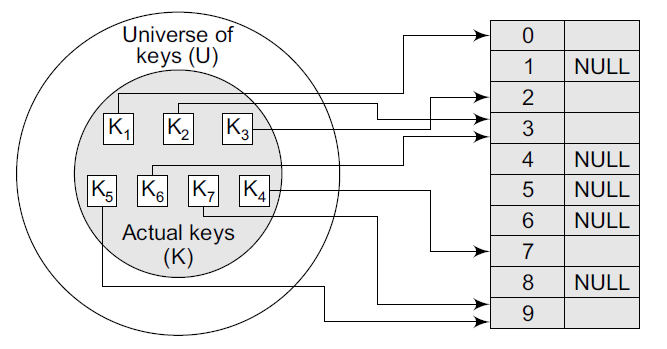 Universe of
keys (U)
K₁ K₂ K₃
K₅ K₆ K₇ K₄
Actual keys
(K)
0
1 NULL
2
3
4 NULL
5 NULL
6 NULL
7
8 NULL
9